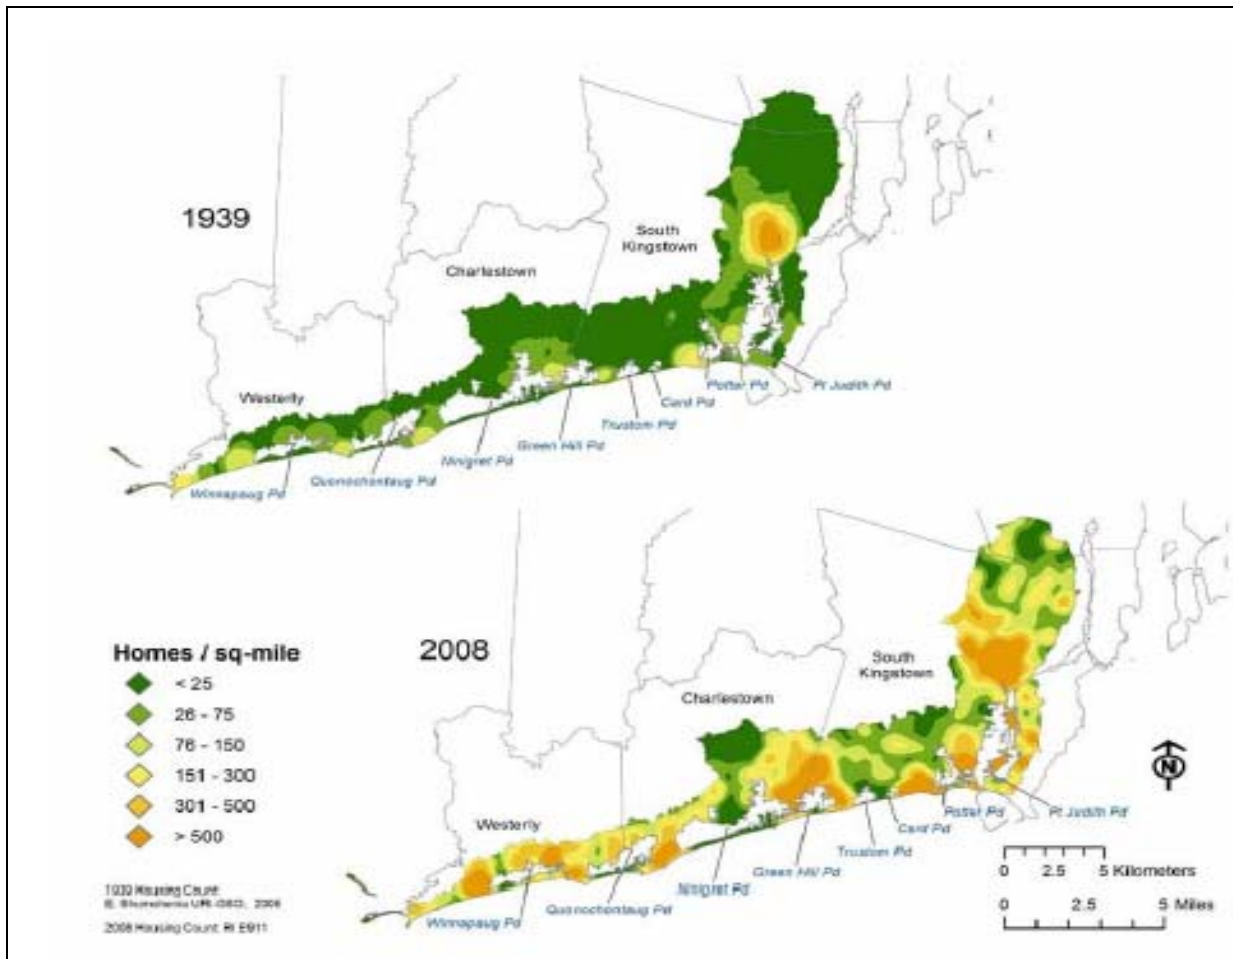 1939
South
Kingstown
Charlestown
Westerly
Potter Pd
Pt Judith Pd
Card Pd
Trustom Pd
Green Hill Pd
Ninigret Pd
Quonochontaug Pd
Winnapaug Pd
Homes / sq-mile
< 25
26 - 75
76 - 150
151 - 300
301 - 500
> 500
2008
South
Kingstown
Charlestown
Westerly
N
Potter Pd
Pt Judith Pd
Card Pd
Trustom Pd
Green Hill Pd
Ninigret Pd
Quonochontaug Pd
Winnapaug Pd
0 2.5 5 Kilometers
0 2.5 5 Miles
1939 Housing Count:
URI-GSO,
2008 Housing Count: RI E911